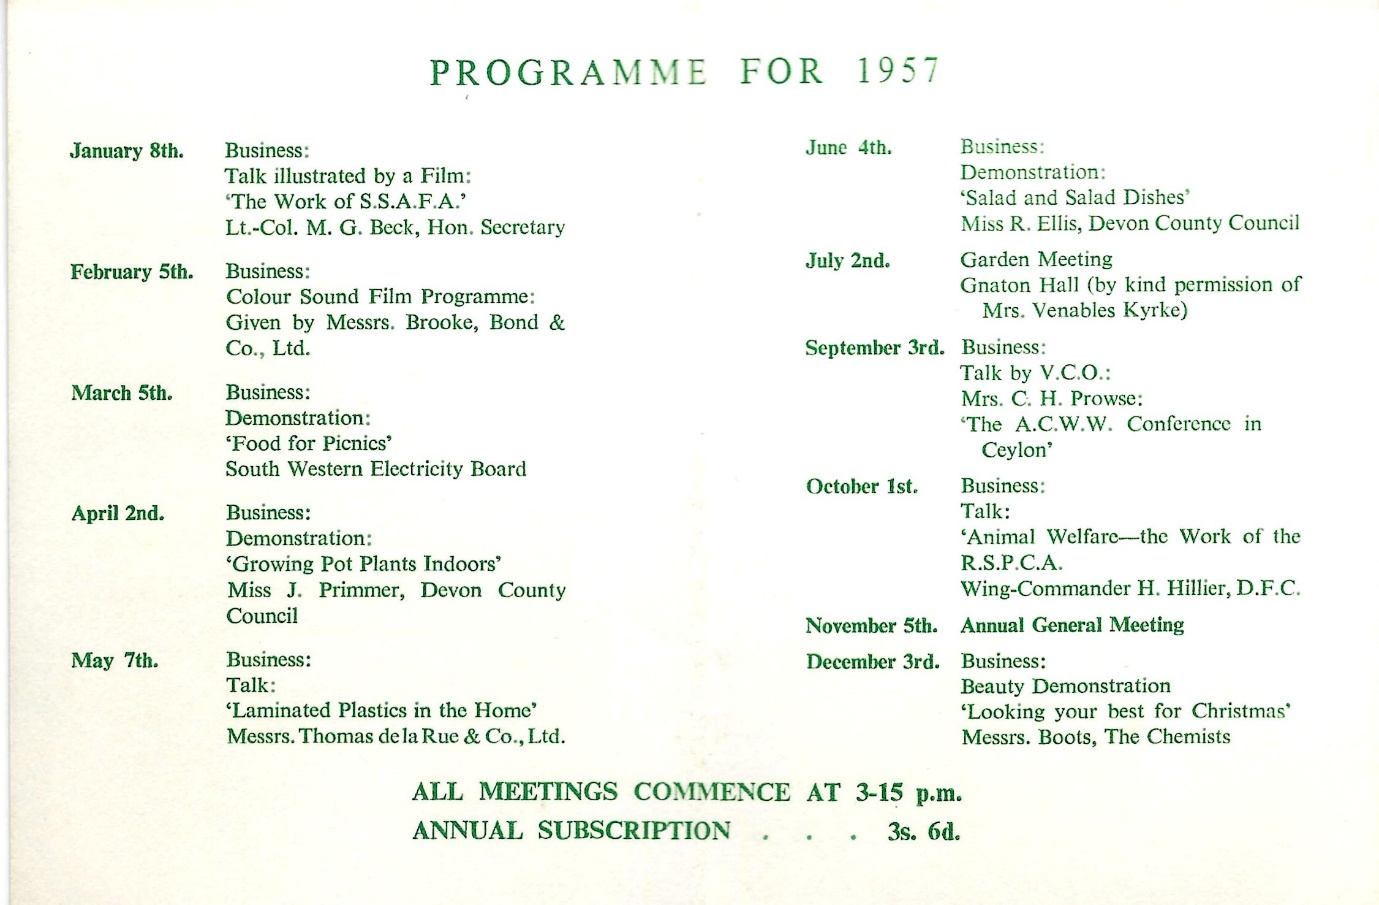 PROGRAMME FOR 1957
January 8th. Business:
Talk illustrated by a Film:
‘The Work of S.S.A.F.A.’
Lt.-Col. M. G. Beck, Hon. Secretary
February 5th. Business:
Colour Sound Film Programme:
Given by Messrs. Brooke, Bond &
Co., Ltd.
March 5th. Business:
Demonstration:
‘Food for Picnics’
South Western Electricity Board
April 2nd. Business:
Demonstration:
‘Growing Pot Plants Indoors’
Miss J. Primmer, Devon County
Council
May 7th. Business:
Talk:
‘Laminated Plastics in the Home’
Messrs. Thomas de la Rue & Co., Ltd.
June 4th. Business:
Demonstration:
‘Salad and Salad Dishes’
Miss R. Ellis, Devon County Council
July 2nd. Garden Meeting
Gnaton Hall (by kind permission of
Mrs. Venables Kyrke)
September 3rd. Business:
Talk by V.C.O.:
Mrs. C. H. Prowse:
‘The A.C.W.W. Conference in
Ceylon’
October 1st. Business:
Talk:
‘Animal Welfare—the Work of the
R.S.P.C.A.
Wing-Commander H. Hillier, D.F.C.
November 5th. Annual General Meeting
December 3rd. Business:
Beauty Demonstration
‘Looking your best for Christmas’
Messrs. Boots, The Chemists
ALL MEETINGS COMMENCE AT 3-15 p.m.
ANNUAL SUBSCRIPTION . . . 3s. 6d.